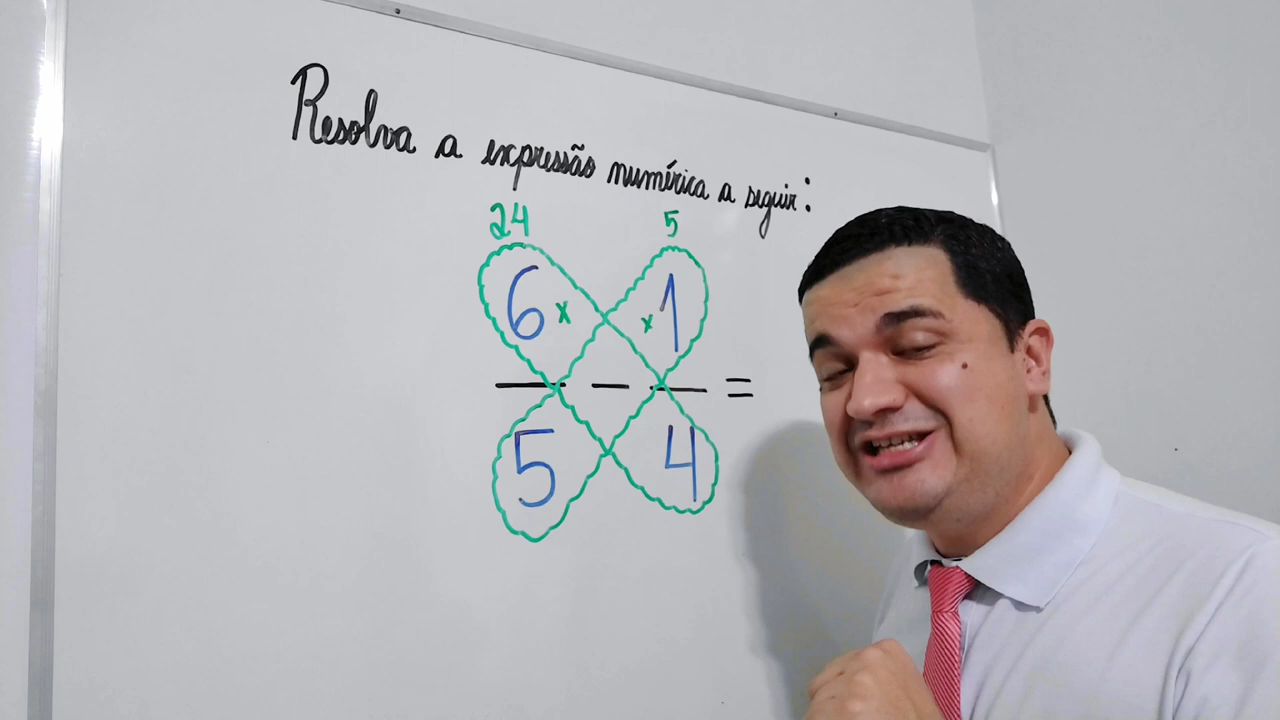 Resolva a expressão numérica a seguir:
24 5
6 x x 1
— — — =
5 4